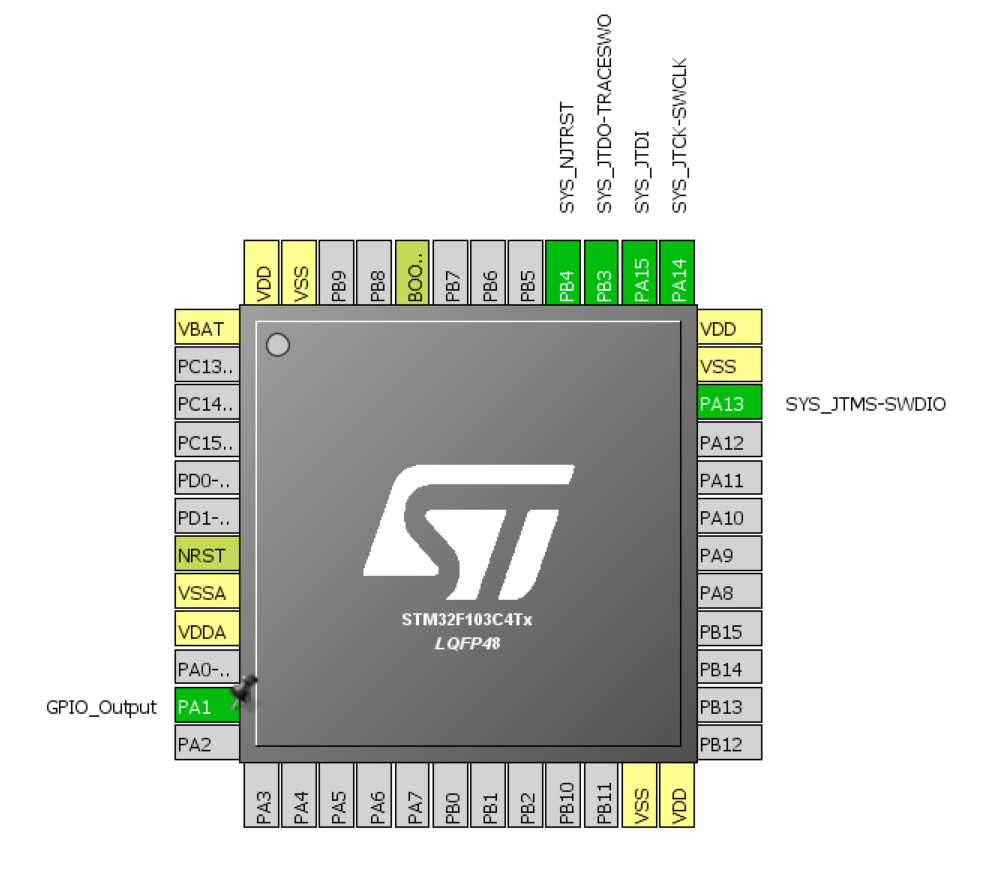 SYS_NJTRST
SYS_JTDO-TRACESWO
SYS_JTDI
SYS_JTCK-SWCLK
VDD
VSS
PB9
PB8
BOO..
PB7
PB6
PB5
PB4
PB3
PA15
PA14
VBAT
PC13..
PC14..
PC15..
PD0-..
PD1-..
NRST
VSSA
VDDA
PA0-..
GPIO_Output PA1
PA2
VDD
VSS
PA13 SYS_JTMS-SWDIO
PA12
PA11
PA10
PA9
PA8
PB15
PB14
PB13
PB12
ST
STM32F103C4Tx
LQFP48
PA3
PA4
PA5
PA6
PA7
PB0
PB1
PB2
PB10
PB11
VSS
VDD